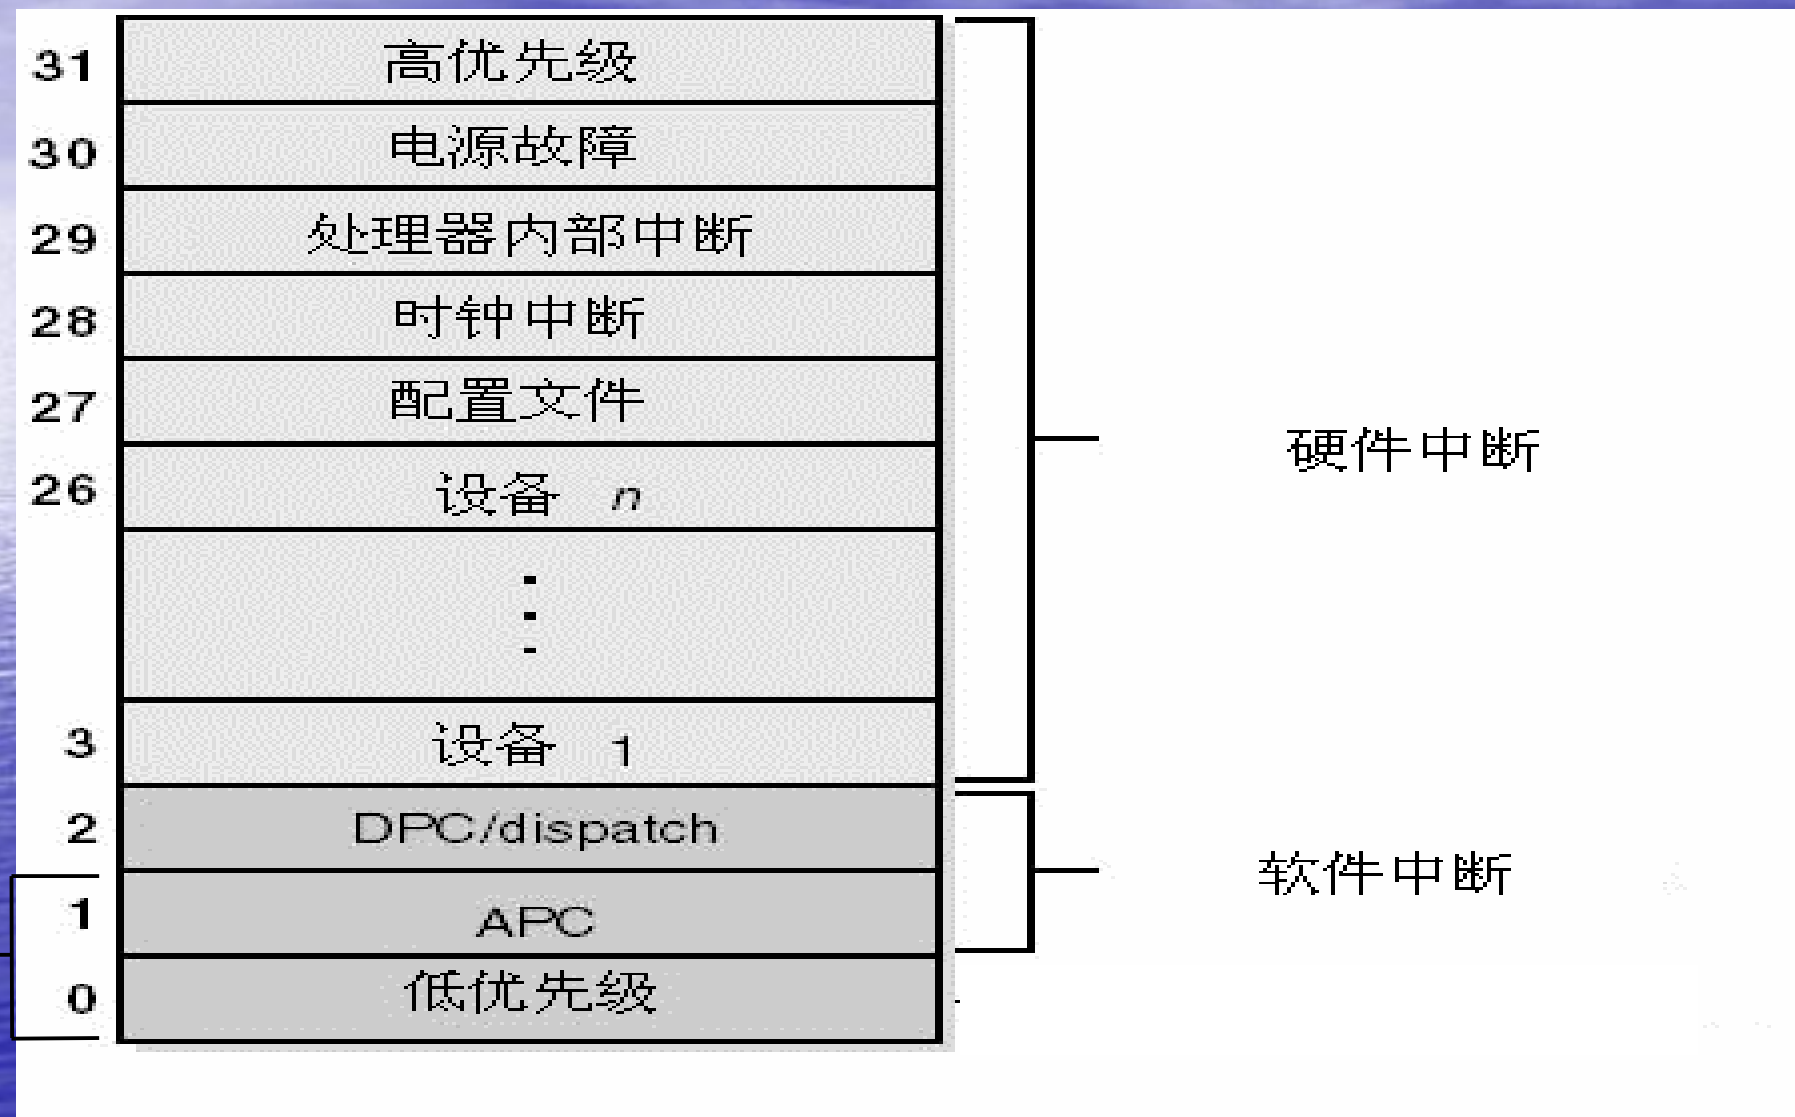 31 高优先级
30 电源故障
29 处理器内部中断
28 时钟中断
27 配置文件
26 设备 n
硬件中断
3 设备 1
2 DPC/dispatch
软件中断
1 APC
0 低优先级